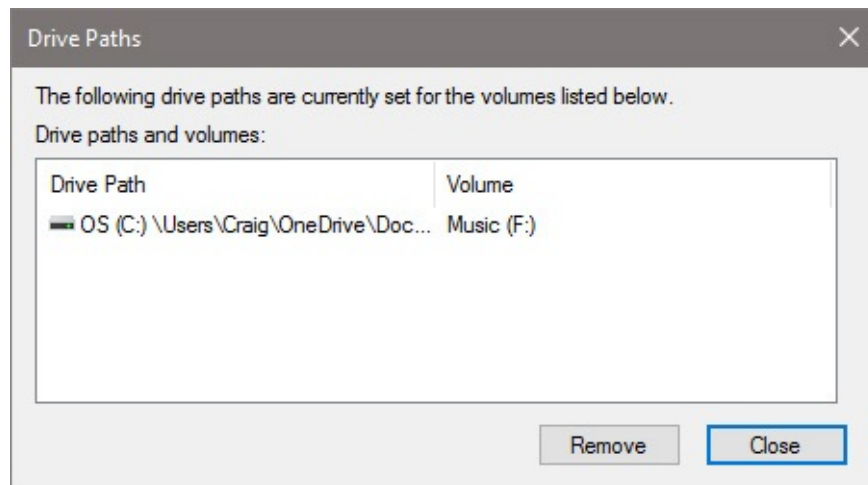 Drive Paths
The following drive paths are currently set for the volumes listed below.
Drive paths and volumes:
Drive Path Volume
OS (C:) \Users\Craig\OneDrive\Doc... Music (F:)
Remove Close